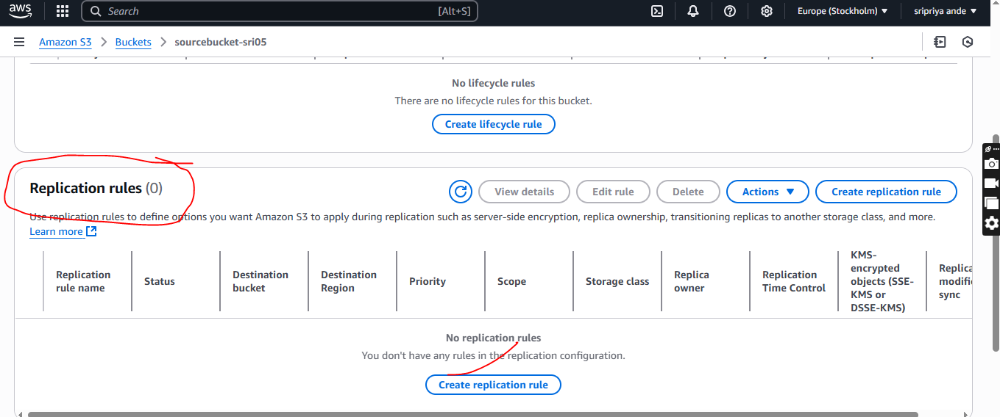 aws
Search
[Alt+S]
Europe (Stockholm)
sripriya ande
Amazon S3 > Buckets > sourcebucket-sri05
No lifecycle rules
There are no lifecycle rules for this bucket.
Create lifecycle rule
Replication rules (0)
View details
Edit rule
Delete
Actions
Create replication rule
Use replication rules to define options you want Amazon S3 to apply during replication such as server-side encryption, replica ownership, transitioning replicas to another storage class, and more.
Learn more
Replication
rule name
Status
Destination
bucket
Destination
Region
Priority
Scope
Storage class
Replica
owner
Replication
Time Control
KMS-
encrypted
objects (SSE-
KMS or
DSSE-KMS)
sync
No replication rules
You don't have any rules in the replication configuration.
Create replication rule